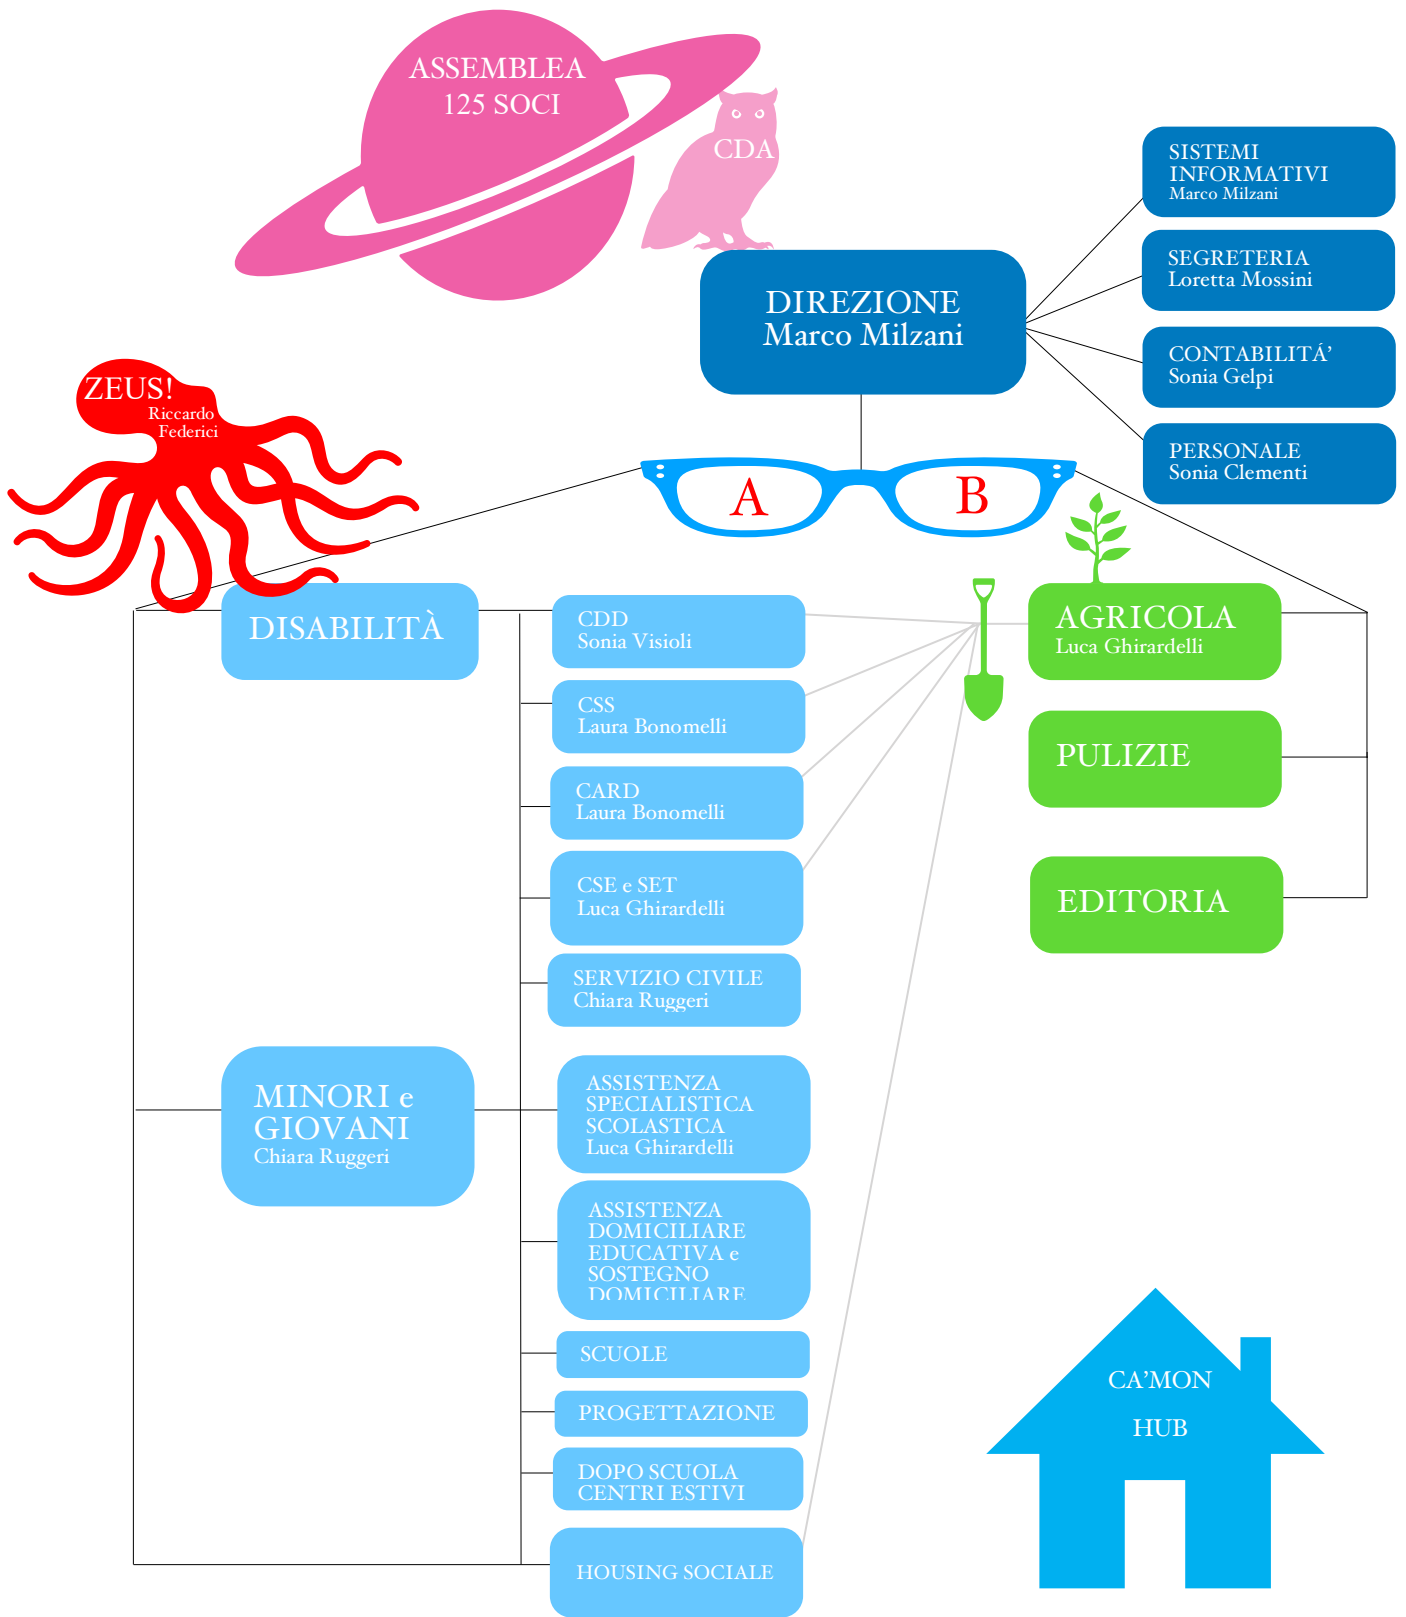 ASSEMBLEA
125 SOCI
CDA
SISTEMI
INFORMATIVI
Marco Milzani
SEGRETERIA
Loretta Mossini
DIREZIONE
Marco Milzani
CONTABILITÁ’
Sonia Gelpi
PERSONALE
Sonia Clementi
ZEUS!
Riccardo
Federici
A
B
DISABILITÀ
CDD
Sonia Visioli
CSS
Laura Bonomelli
CARD
Laura Bonomelli
CSE e SET
Luca Ghirardelli
SERVIZIO CIVILE
Chiara Ruggeri
AGRICOLA
Luca Ghirardelli
PULIZIE
EDITORIA
MINORI e
GIOVANI
Chiara Ruggeri
ASSISTENZA
SPECIALISTICA
SCOLASTICA
Luca Ghirardelli
ASSISTENZA
DOMICILIARE
EDUCATIVA e
SOSTEGNO
DOMICILIARE
SCUOLE
PROGETTAZIONE
DOPO SCUOLA
CENTRI ESTIVI
HOUSING SOCIALE
CA’MON
HUB